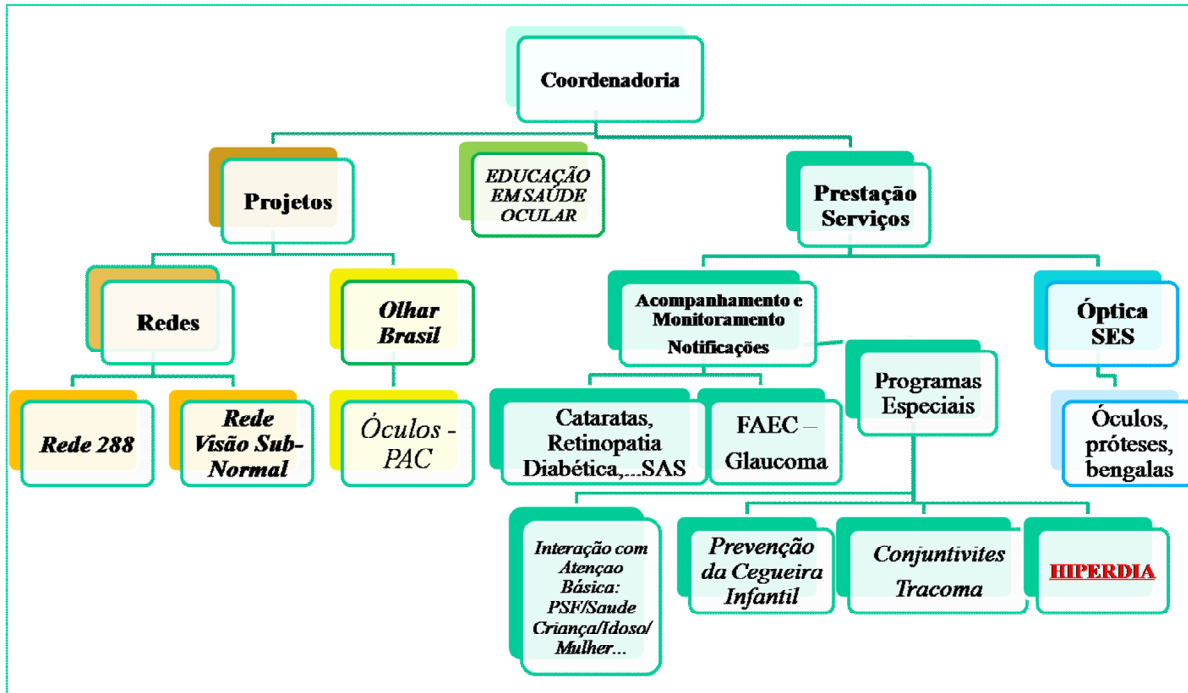 Coordenadoria
Projetos
EDUCAÇÃO
EM SAÚDE
OCULAR
Prestação
Serviços
Redes
Olhar
Brasil
Acompanhamento e
Monitoramento
Notificações
Óptica
SES
Programas
Especiais
Rede 288
Rede
Visão Sub-
Normal
Óculos -
PAC
Cataratas,
Retinopatia
Diabética,...SAS
FAEC –
Glaucoma
Óculos,
próteses,
bengalas
Interação com
Atençao
Básica:
PSF/Saude
Criança/Idoso/
Mulher...
Prevenção
da Cegueira
Infantil
Conjuntivites
Tracoma
HIPERDIA